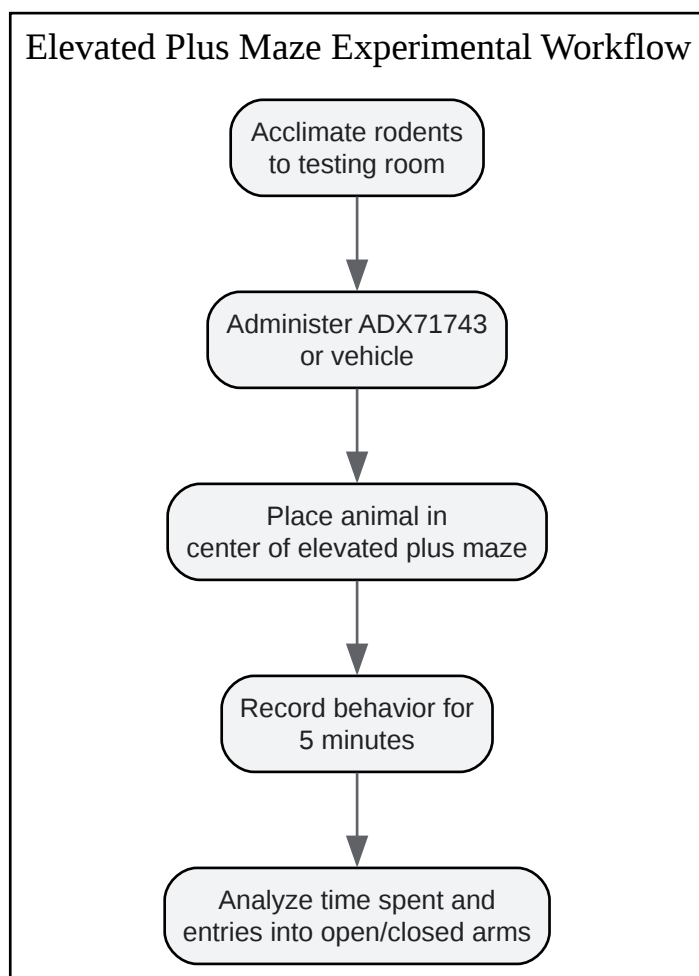 Elevated Plus Maze Experimental Workflow
Acclimate rodents
to testing room
Administer ADX71743
or vehicle
Place animal in
center of elevated plus maze
Record behavior for
5 minutes
Analyze time spent and
entries into open/closed arms